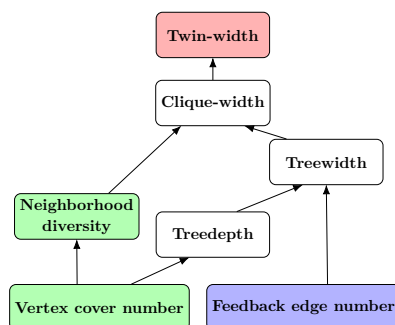 Twin-width
Clique-width
Treewidth
Neighborhood
diversity
Treedepth
Vertex cover number
Feedback edge number